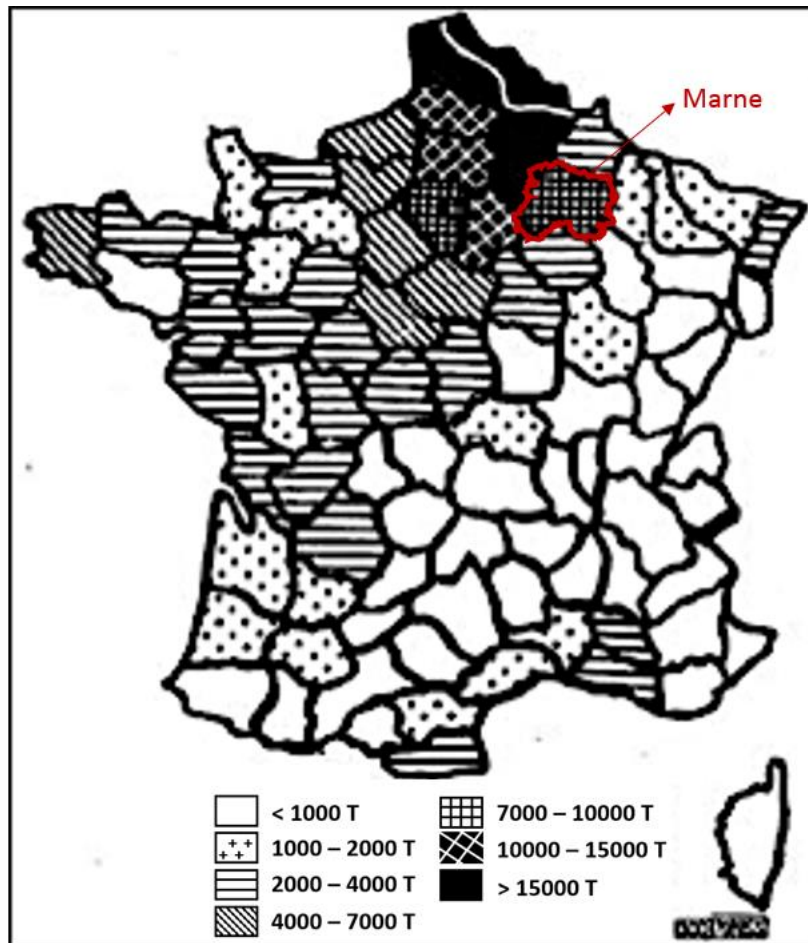 Marne
< 1000 T
1000 – 2000 T
2000 – 4000 T
4000 – 7000 T
7000 – 10000 T
10000 – 15000 T
> 15000 T